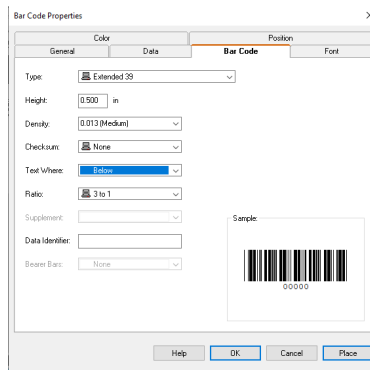 Bar Code Properties
Color
Position
General
Data
Bar Code
Font
Type:
Extended 39
Height:
0.500
in
Density:
0.013 (Medium)
Checksum:
None
Text Where:
Below
Ratio:
3 to 1
Supplement:
Data Identifier:
Bearer Bars:
None
Sample:
00000
Help
OK
Cancel
Place